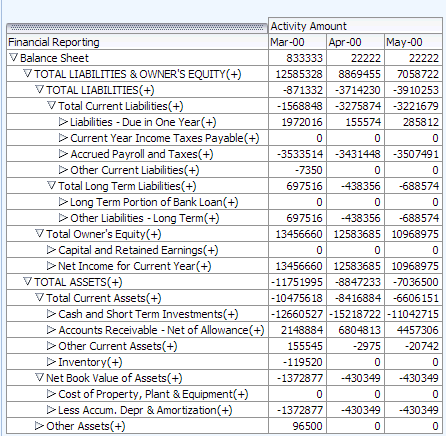 Activity Amount
Financial Reporting Mar-00 Apr-00 May-00
Balance Sheet 833333 22222 22222
TOTAL LIABILITIES & OWNER'S EQUITY(+) 12585328 8869455 7058722
TOTAL LIABILITIES(+) -871332 -3714230 -3910253
Total Current Liabilities(+) -1568848 -3275874 -3221679
Liabilities - Due in One Year(+) 1972016 155574 285812
Current Year Income Taxes Payable(+) 0 0 0
Accrued Payroll and Taxes(+) -3533514 -3431448 -3507491
Other Current Liabilities(+) -7350 0 0
Total Long Term Liabilities(+) 697516 -438356 -688574
Long Term Portion of Bank Loan(+) 0 0 0
Other Liabilities - Long Term(+) 697516 -438356 -688574
Total Owner's Equity(+) 13456660 12583685 10968975
Capital and Retained Earnings(+) 0 0 0
Net Income for Current Year(+) 13456660 12583685 10968975
TOTAL ASSETS(+) -11751995 -8847233 -7036500
Total Current Assets(+) -10475618 -8416884 -6606151
Cash and Short Term Investments(+) -12660527 -15218722 -11042715
Accounts Receivable - Net of Allowance(+) 2148884 6804813 4457306
Other Current Assets(+) 155545 -2975 -20742
Inventory(+) -119520 0 0
Net Book Value of Assets(+) -1372877 -430349 -430349
Cost of Property, Plant & Equipment(+) 0 0 0
Less Accum. Depr & Amortization(+) -1372877 -430349 -430349
Other Assets(+) 96500 0 0